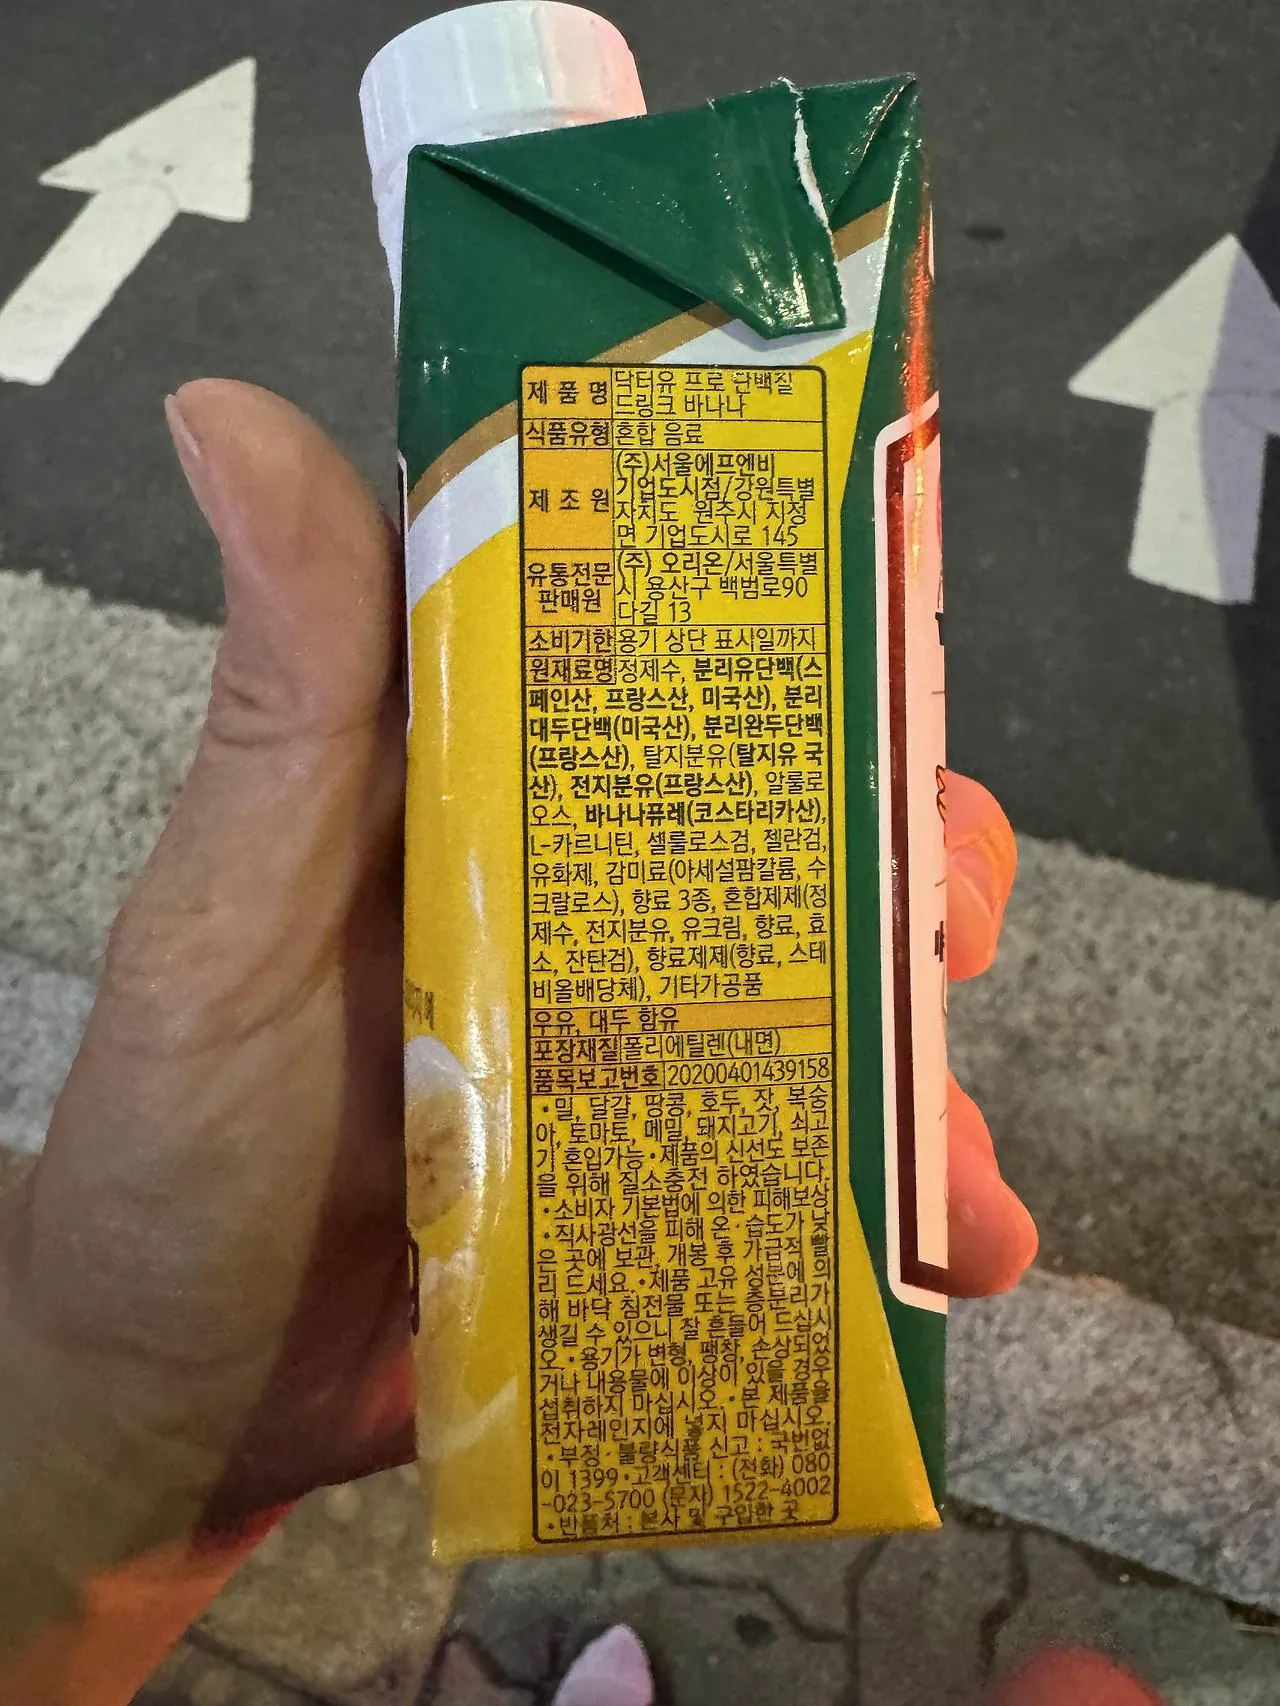 제 품 명 닥터유 프로 단백질
드링크 바나나
식품유형 혼합 음료
제 조 원 (주)서울에프엔비
기업도시점/강원특별
자치도 원주시 지정
면 기업도시로 145
유통전문
판매원 (주) 오리온/서울특별
시 용산구 백범로90
다길 13
소비기한 용기 상단 표시일까지
원재료명 정제수, 분리유단백(스
페인산, 프랑스산, 미국산), 분리
대두단백(미국산), 분리완두단백
(프랑스산), 탈지분유(탈지유 국
산), 전지분유(프랑스산), 알룰로
오스, 바나나퓨레(코스타리카산),
L-카르니틴, 셀룰로스검, 젤란검,
유화제, 감미료(아세설팜칼륨, 수
크랄로스), 향료 3종, 혼합제제(정
제수, 전지분유, 유크림, 향료, 효
소, 잔탄검), 향료제제(향료, 스테
비올배당체), 기타가공품
우유, 대두 함유
포장재질 폴리에틸렌(내면)
품목보고번호 20200401439158
·밀, 달걀, 땅콩, 호두, 잣, 복숭
아, 토마토, 메밀, 돼지고기, 쇠고
기 혼입가능·제품의 신선도 보존
을 위해 질소충전 하였습니다.
·소비자 기본법에 의한 피해보상
·직사광선을 피해 온·습도가 낮
은 곳에 보관, 개봉 후 가급적 빨
리 드세요.·제품 고유 성분에 의
해 바닥 침전물 또는 층분리가
생길 수 있으니 잘 흔들어 드십시
오.·용기가 변형, 팽창, 손상되었
거나 내용물에 이상이 있을 경우
섭취하지 마십시오.·본 제품을
전자레인지에 넣지 마십시오.
·부정·불량식품 신고 : 국번없
이 1399·고객센터 : (전화) 080
-023-5700 (문자) 1522-4002
·반품처 : 본사 및 구입한 곳